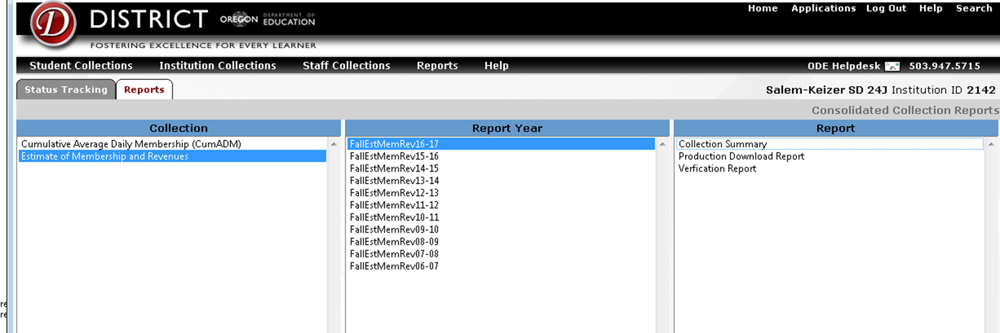 Home Applications Log Out Help Search
D DISTRICT OREGON DEPARTMENT OF EDUCATION
FOSTERING EXCELLENCE FOR EVERY LEARNER
Student Collections Institution Collections Staff Collections Reports Help ODE Helpdesk 503.947.5715
Status Tracking Reports Salem-Keizer SD 24J Institution ID 2142
Consolidated Collection Reports
Collection Report Year Report
Cumulative Average Daily Membership (CumADM) FallEstMemRev16-17 Collection Summary
Estimate of Membership and Revenues FallEstMemRev15-16 Production Download Report
FallEstMemRev14-15 Verfication Report
FallEstMemRev13-14
FallEstMemRev12-13
FallEstMemRev11-12
FallEstMemRev10-11
FallEstMemRev09-10
FallEstMemRev08-09
FallEstMemRev07-08
FallEstMemRev06-07
re
re